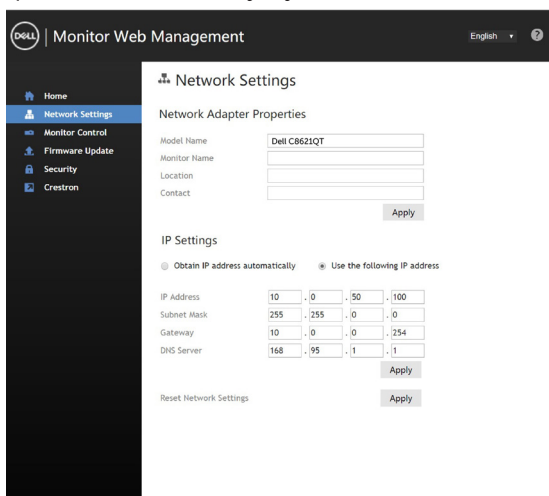 DELL | Monitor Web Management
English
?
Home
Network Settings
Monitor Control
Firmware Update
Security
Crestron
Network Settings
Network Adapter Properties
Model Name Dell C8621QT
Monitor Name
Location
Contact
Apply
IP Settings
Obtain IP address automatically Use the following IP address
IP Address 10 . 0 . 50 . 100
Subnet Mask 255 . 255 . 0 . 0
Gateway 10 . 0 . 0 . 254
DNS Server 168 . 95 . 1 . 1
Apply
Reset Network Settings Apply